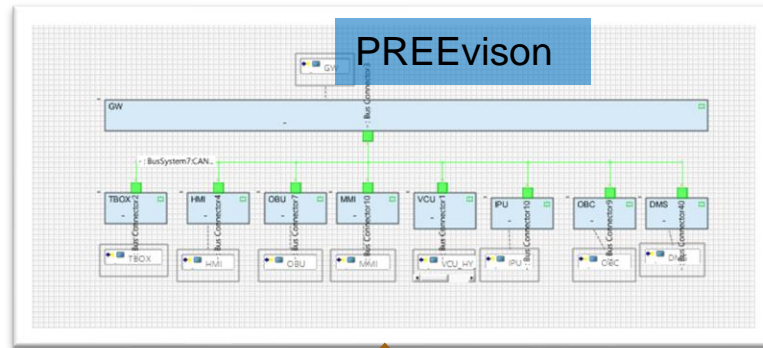 PREEvison
GW
- : Bus Connector3
GW
- : BusSystem7:CAN..
TBOX
HMI
OBU
MMI
VCU
IPU
OBC
DMS
- : Bus Connector2
- : Bus Connector4
- : Bus Connector7
- : Bus Connector10
- : Bus Connector1
- : Bus Connector10
- : Bus Connector9
- : Bus Connector40
TBOX
HMI
OBU
MMI
VCU_HY
IPU
OBC
DMS